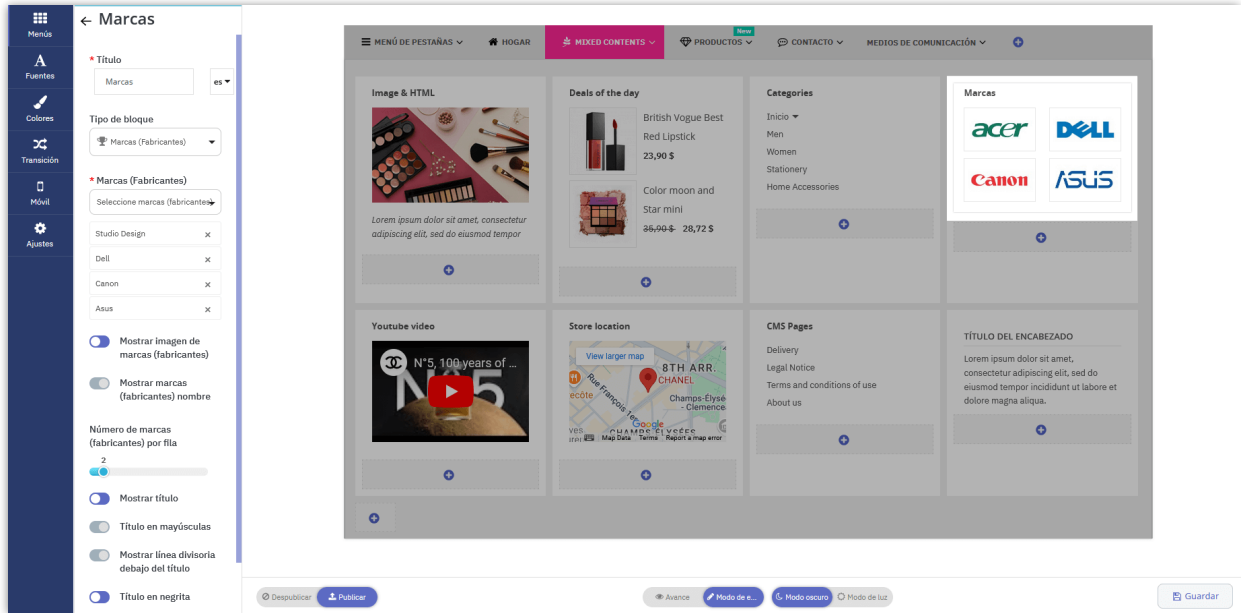 Menús
Fuentes
Colores
Transición
Móvil
Ajustes
← Marcas
* Título
Marcas
es
Tipo de bloque
Marcas (Fabricantes)
* Marcas (Fabricantes)
Seleccione marcas (fabricantes)
Studio Design ×
Dell ×
Canon ×
Asus ×
Mostrar imagen de
marcas (fabricantes)
Mostrar marcas
(fabricantes) nombre
Número de marcas
(fabricantes) por fila
2
Mostrar título
Título en mayúsculas
Mostrar línea divisoria
debajo del título
Título en negrita
MENÚ DE PESTAÑAS
HOGAR
MIXED CONTENTS
New
PRODUCTOS
CONTACTO
MEDIOS DE COMUNICACIÓN
Image & HTML
Lorem ipsum dolor sit amet, consectetur
adipiscing elit, sed do eiusmod tempor
Deals of the day
British Vogue Best
Red Lipstick
23,90 $
Color moon and
Star mini
35,90 $ 28,72 $
Categories
Inicio
Men
Women
Stationery
Home Accessories
Marcas
acer
DELL
Canon
ASUS
Youtube video
N°5, 100 years of ...
N°5
Store location
View larger map
8TH ARR.
CHANEL
Rue François 1er
Champs-Élysé
- Clemence
Google
CHAMPS-ÉLYSÉES
Map Data Terms Report a map error
CMS Pages
Delivery
Legal Notice
Terms and conditions of use
About us
TÍTULO DEL ENCABEZADO
Lorem ipsum dolor sit amet,
consectetur adipiscing elit, sed do
eiusmod tempor incididunt ut labore et
dolore magna aliqua.
Despublicar
Publicar
Avance
Modo de e...
Modo oscuro
Modo de luz
Guardar